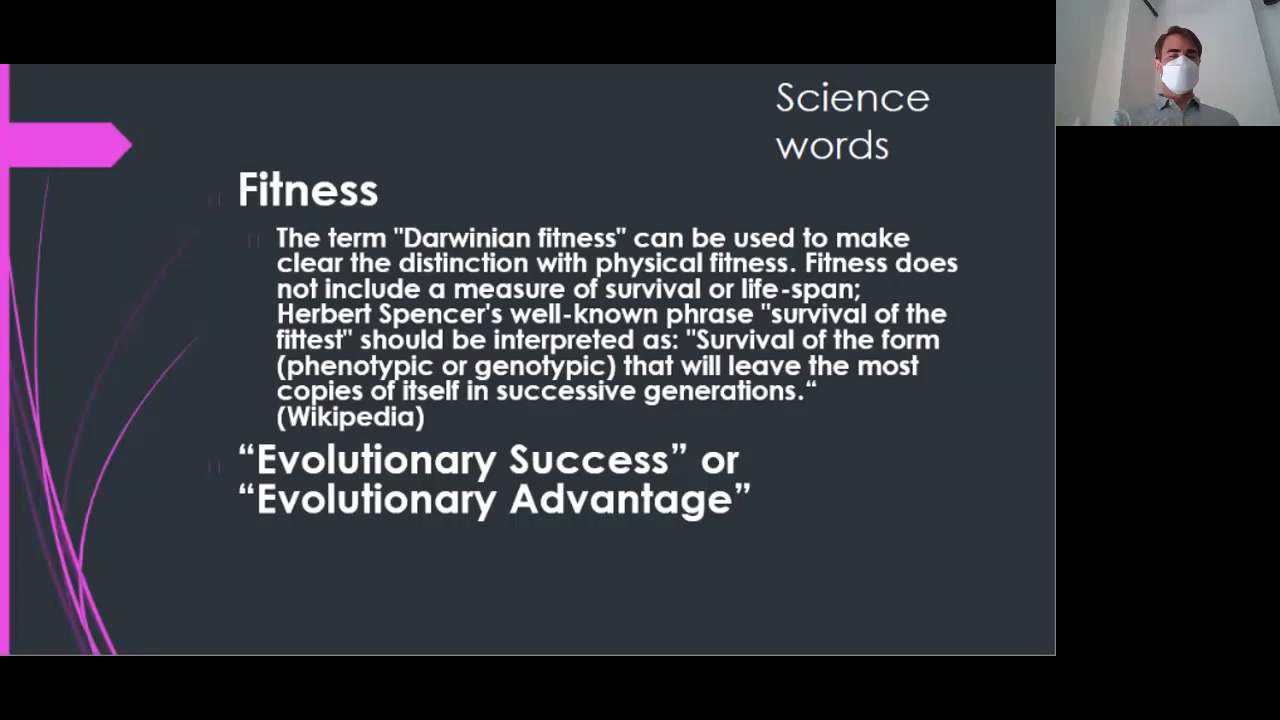 Science
words
Fitness
The term "Darwinian fitness" can be used to make
clear the distinction with physical fitness. Fitness does
not include a measure of survival or life-span;
Herbert Spencer's well-known phrase "survival of the
fittest" should be interpreted as: "Survival of the form
(phenotypic or genotypic) that will leave the most
copies of itself in successive generations.“
(Wikipedia)
“Evolutionary Success” or
“Evolutionary Advantage”